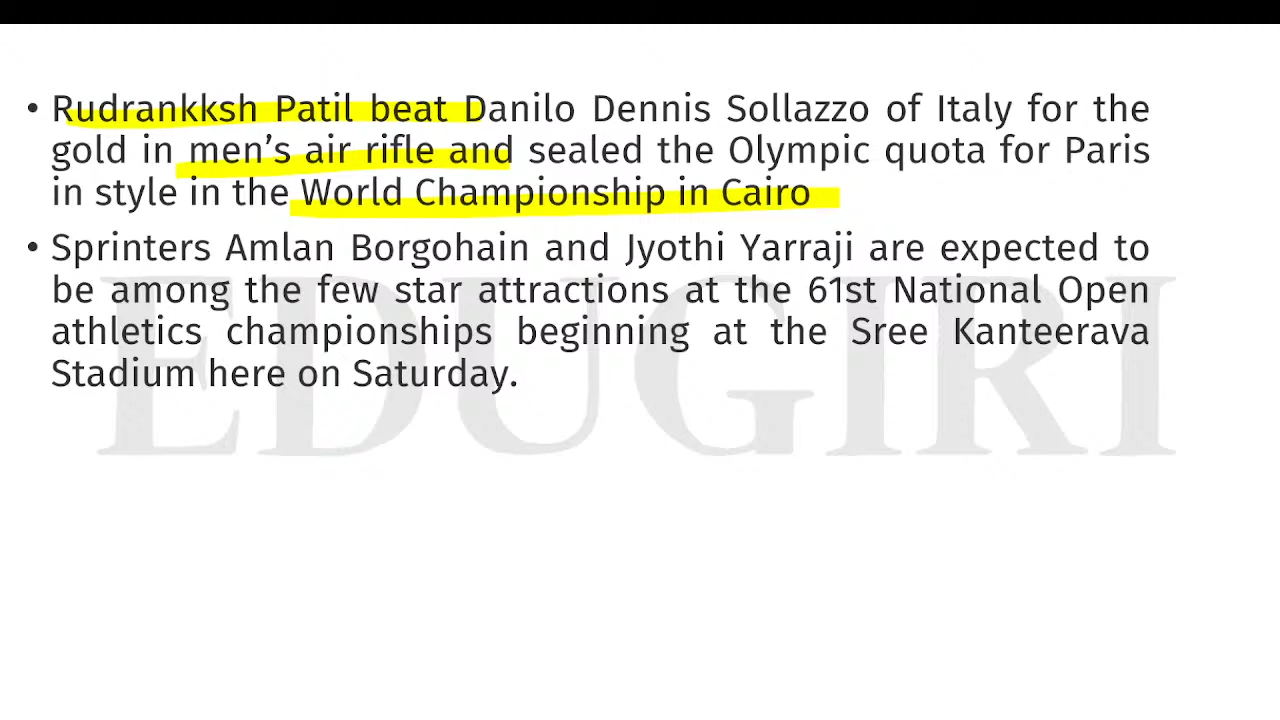 • Rudrankksh Patil beat Danilo Dennis Sollazzo of Italy for the
gold in men’s air rifle and sealed the Olympic quota for Paris
in style in the World Championship in Cairo
• Sprinters Amlan Borgohain and Jyothi Yarraji are expected to
be among the few star attractions at the 61st National Open
athletics championships beginning at the Sree Kanteerava
Stadium here on Saturday.
EDUGIRI